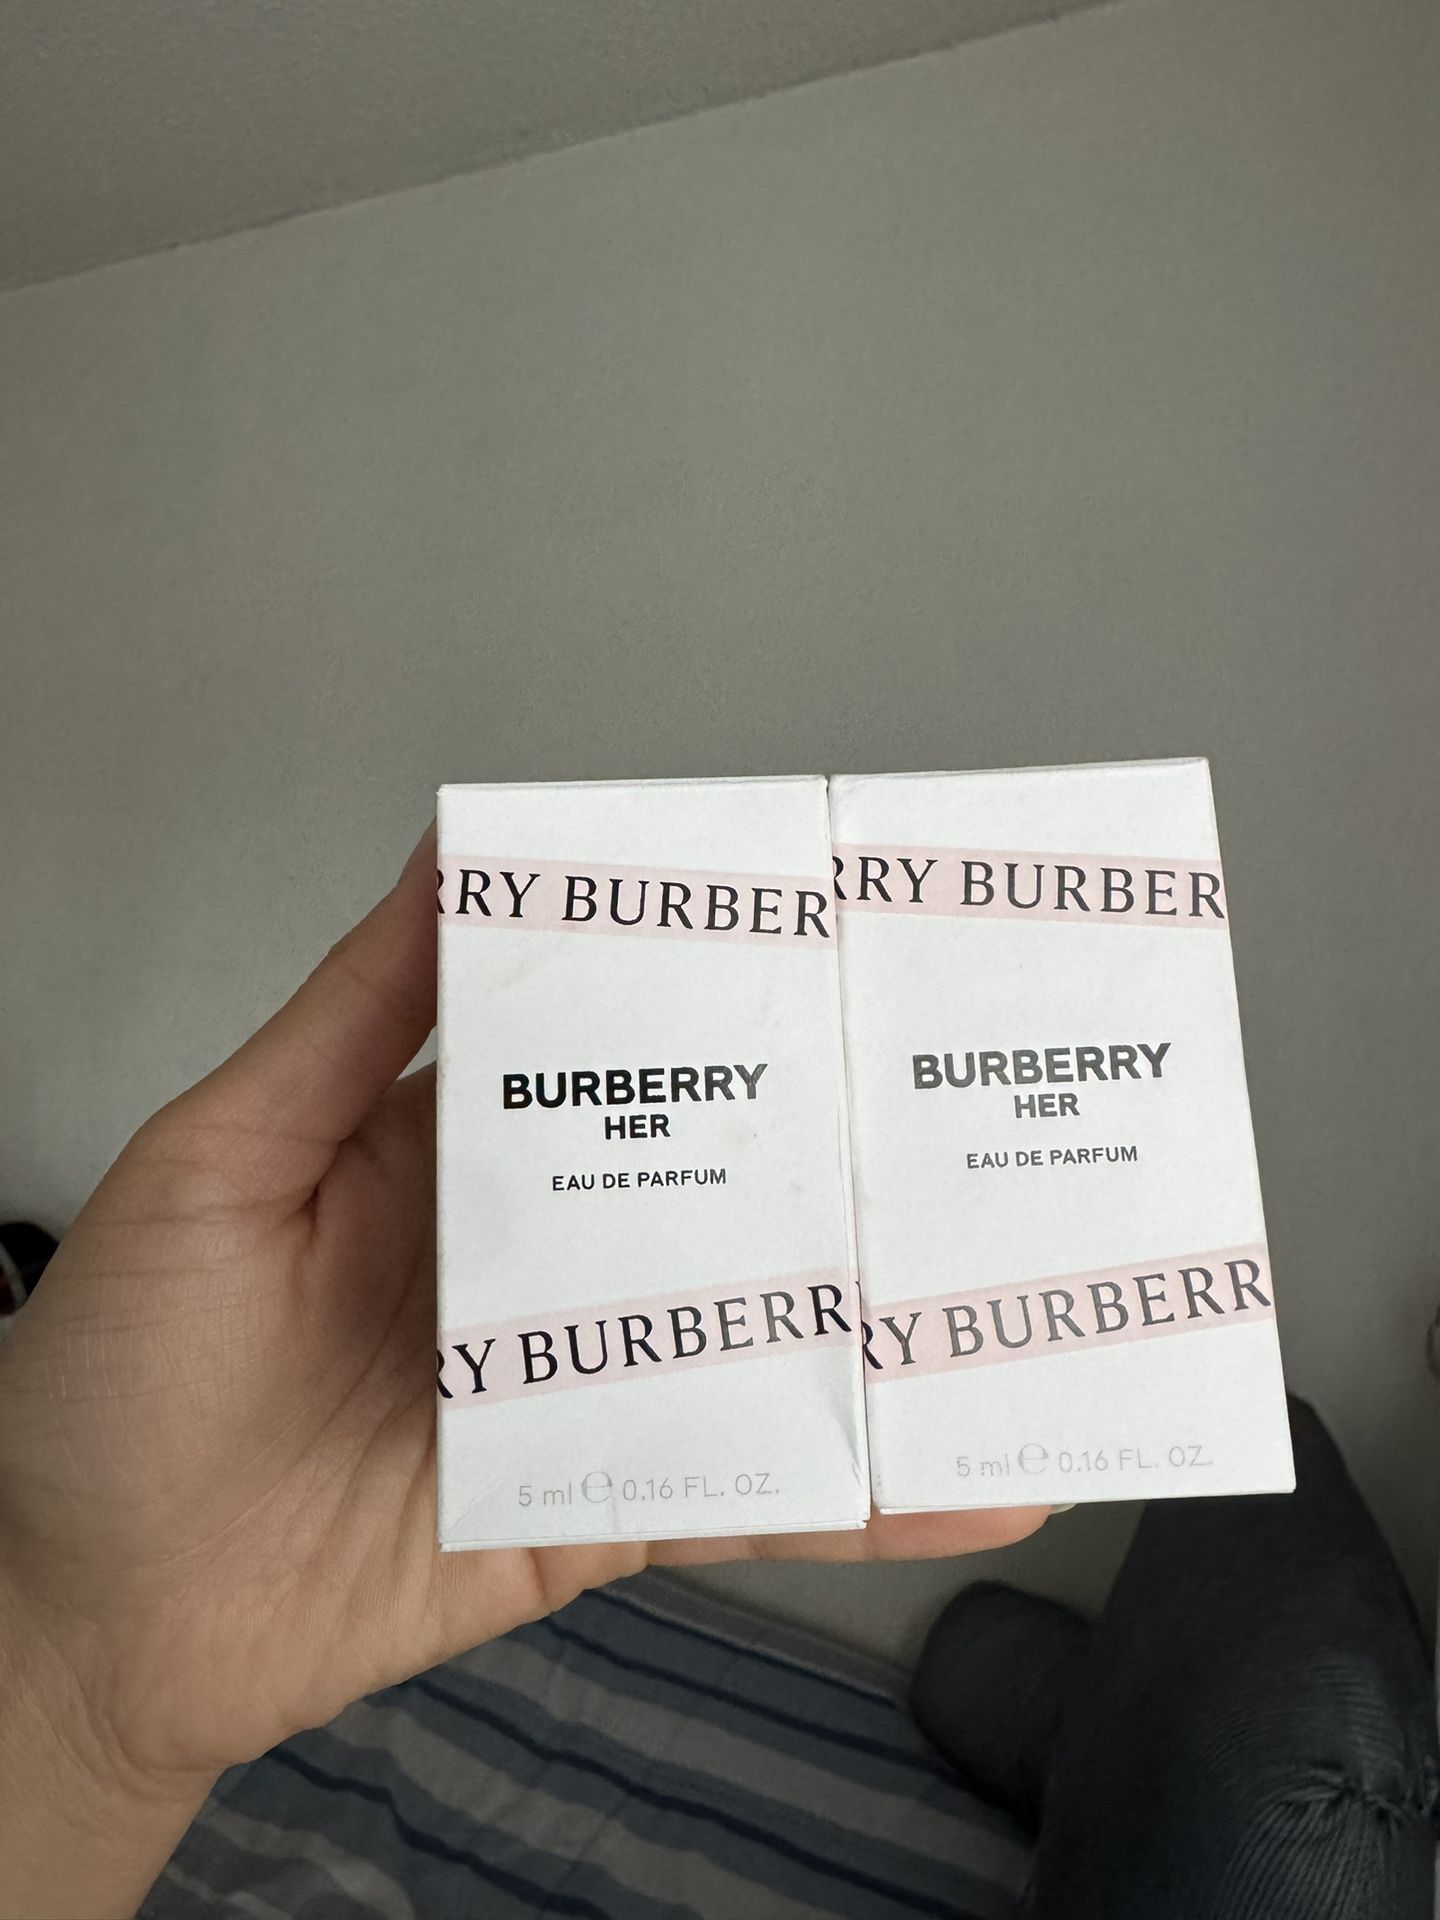 RRY BURBER
BURBERRY
HER
EAU DE PARFUM
RY BURBERR
5 ml ℮ 0.16 FL. OZ.
RRY BURBER
BURBERRY
HER
EAU DE PARFUM
RY BURBERR
5 ml ℮ 0.16 FL. OZ.